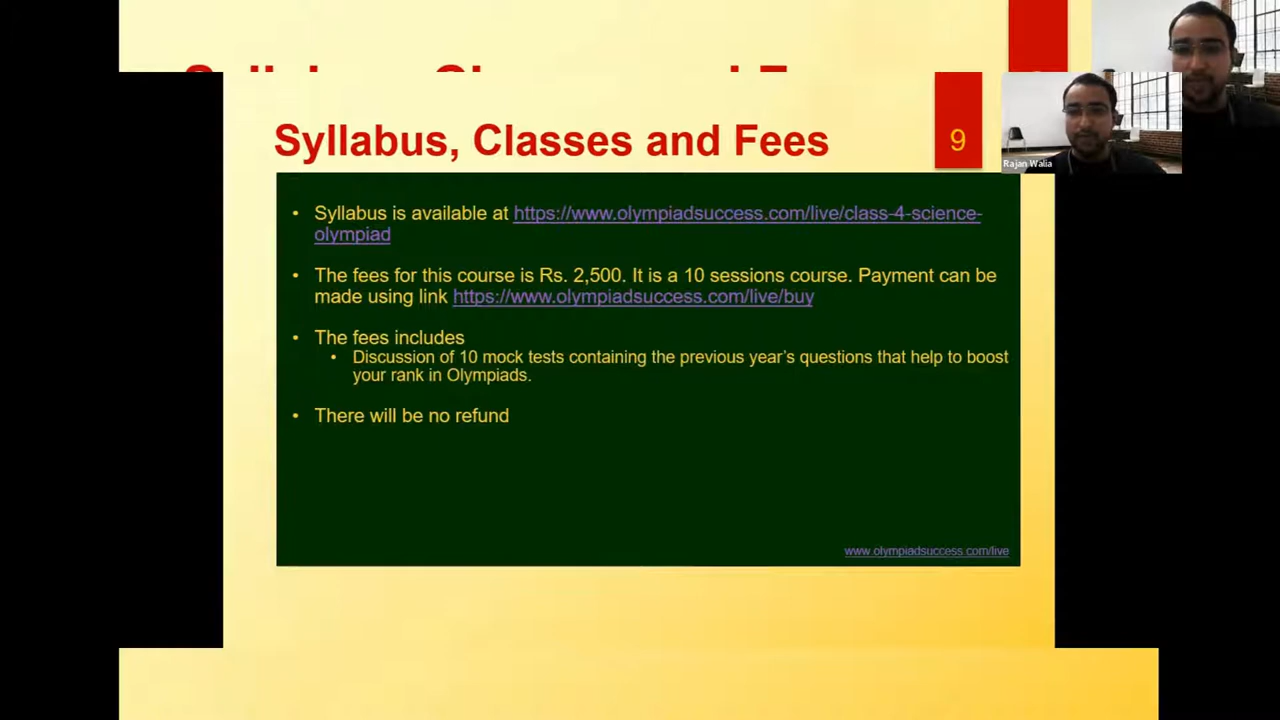 Syllabus, Classes and Fees
9
Rajan Walia
• Syllabus is available at https://www.olympiadsuccess.com/live/class-4-science-
olympiad
• The fees for this course is Rs. 2,500. It is a 10 sessions course. Payment can be
made using link https://www.olympiadsuccess.com/live/buy
• The fees includes
• Discussion of 10 mock tests containing the previous year's questions that help to boost
your rank in Olympiads.
• There will be no refund
www.olympiadsuccess.com/live